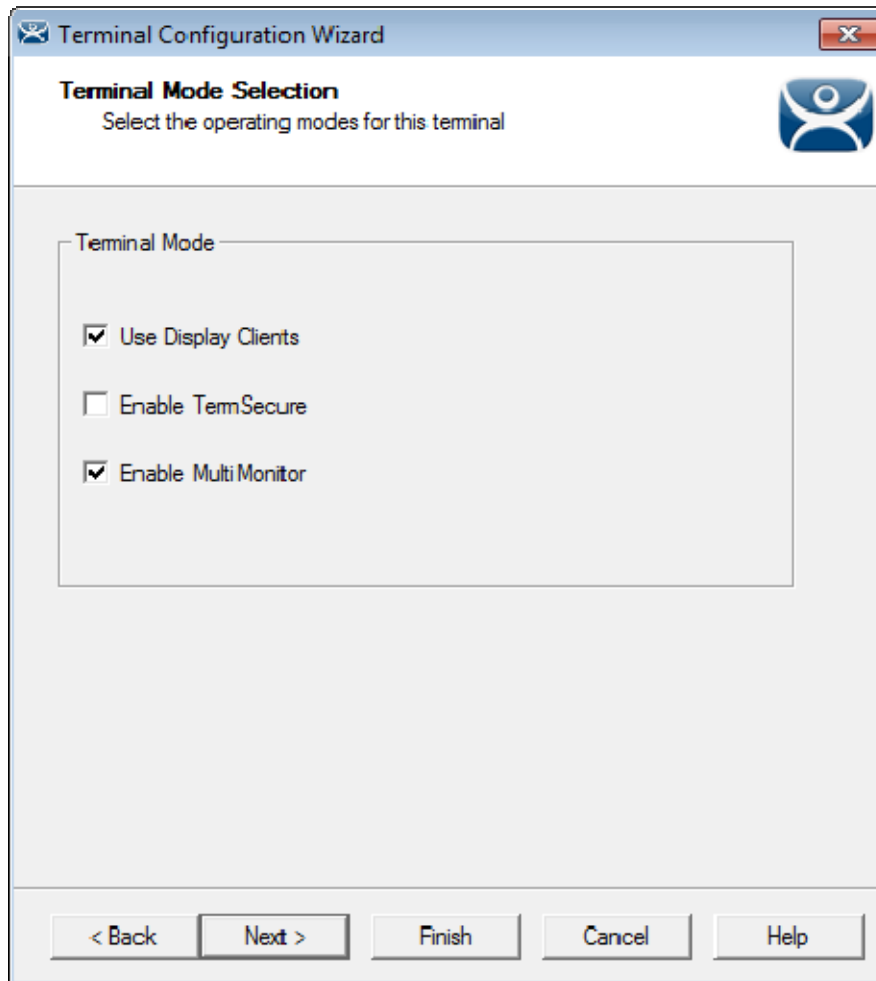 Terminal Configuration Wizard
Terminal Mode Selection
Select the operating modes for this terminal
Terminal Mode
Use Display Clients
Enable TermSecure
Enable MultiMonitor
< Back Next > Finish Cancel Help